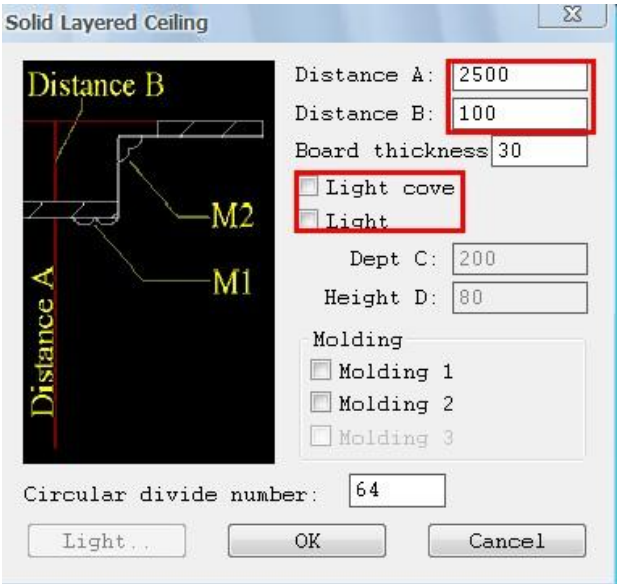 Solid Layered Ceiling
Distance B
M2
M1
Distance A
Distance A: 2500
Distance B: 100
Board thickness 30
Light cove
Light
Dept C: 200
Height D: 80
Molding
Molding 1
Molding 2
Molding 3
Circular divide number: 64
Light..
OK
Cancel